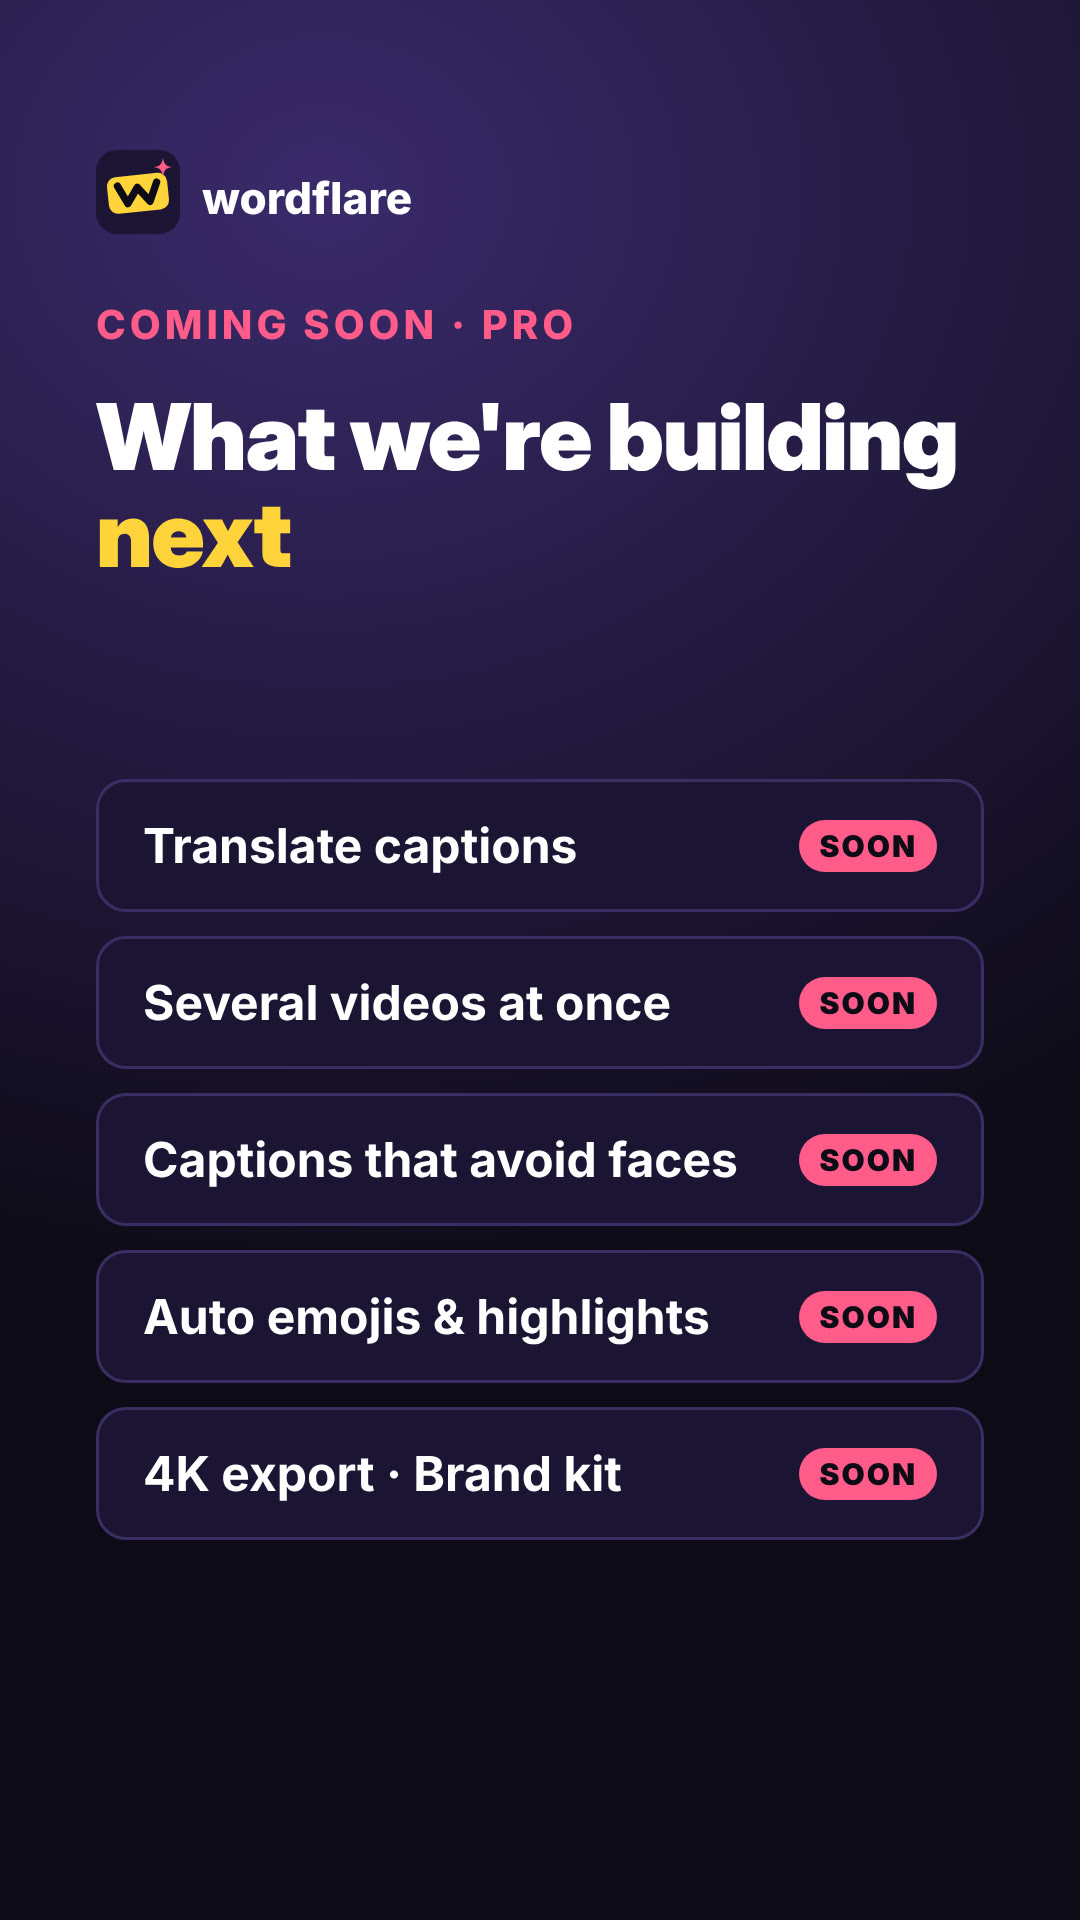 W
wordflare
COMING SOON · PRO
What we're building
next
Translate captions SOON
Several videos at once SOON
Captions that avoid faces SOON
Auto emojis & highlights SOON
4K export · Brand kit SOON